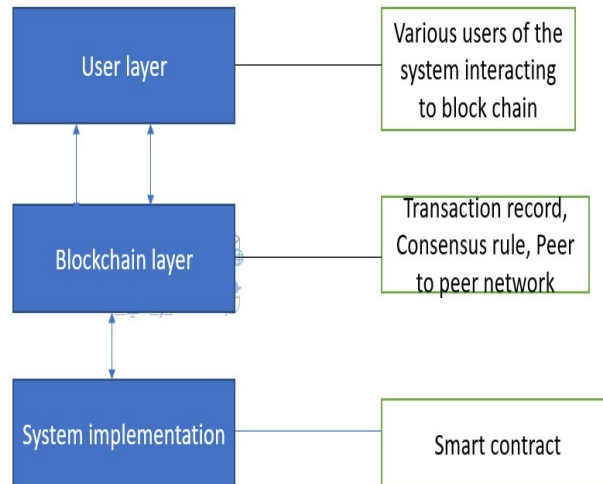 User layer
Various users of the
system interacting
to block chain
Blockchain layer
Transaction record,
Consensus rule, Peer
to peer network
System implementation
Smart contract